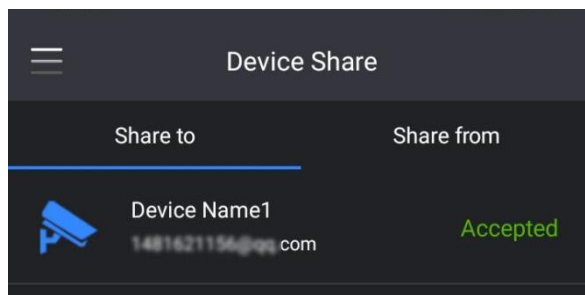 Device Share
Share to
Share from
Device Name1
com
Accepted